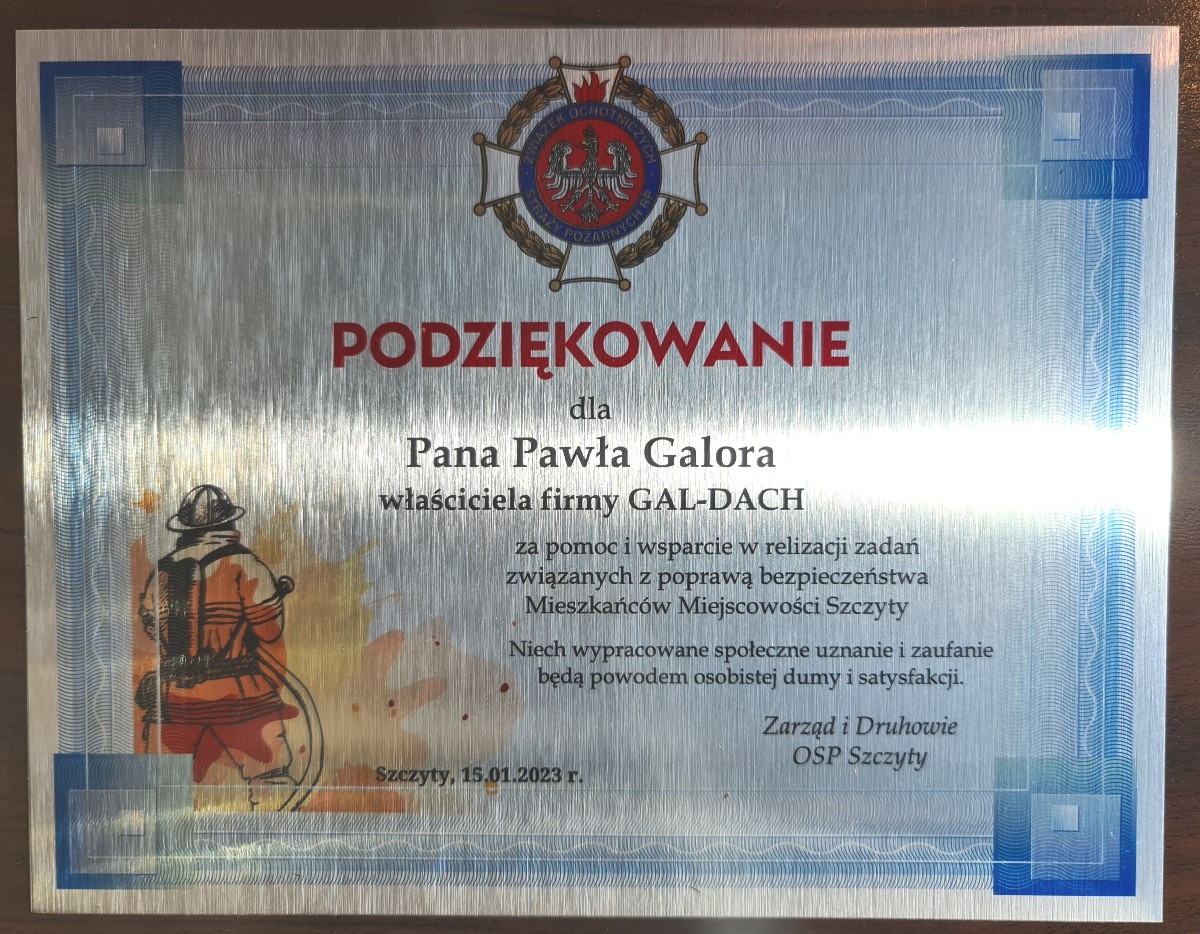 ZWIĄZEK OCHOTNICZYCH
STRAŻY POŻARNYCH RP
PODZIĘKOWANIE
dla
Pana Pawła Galora
właściciela firmy GAL-DACH
za pomoc i wsparcie w relizacji zadań
związanych z poprawą bezpieczeństwa
Mieszkańców Miejscowości Szczyty
Niech wypracowane społeczne uznanie i zaufanie
będą powodem osobistej dumy i satysfakcji.
Zarząd i Druhowie
OSP Szczyty
Szczyty, 15.01.2023 r.